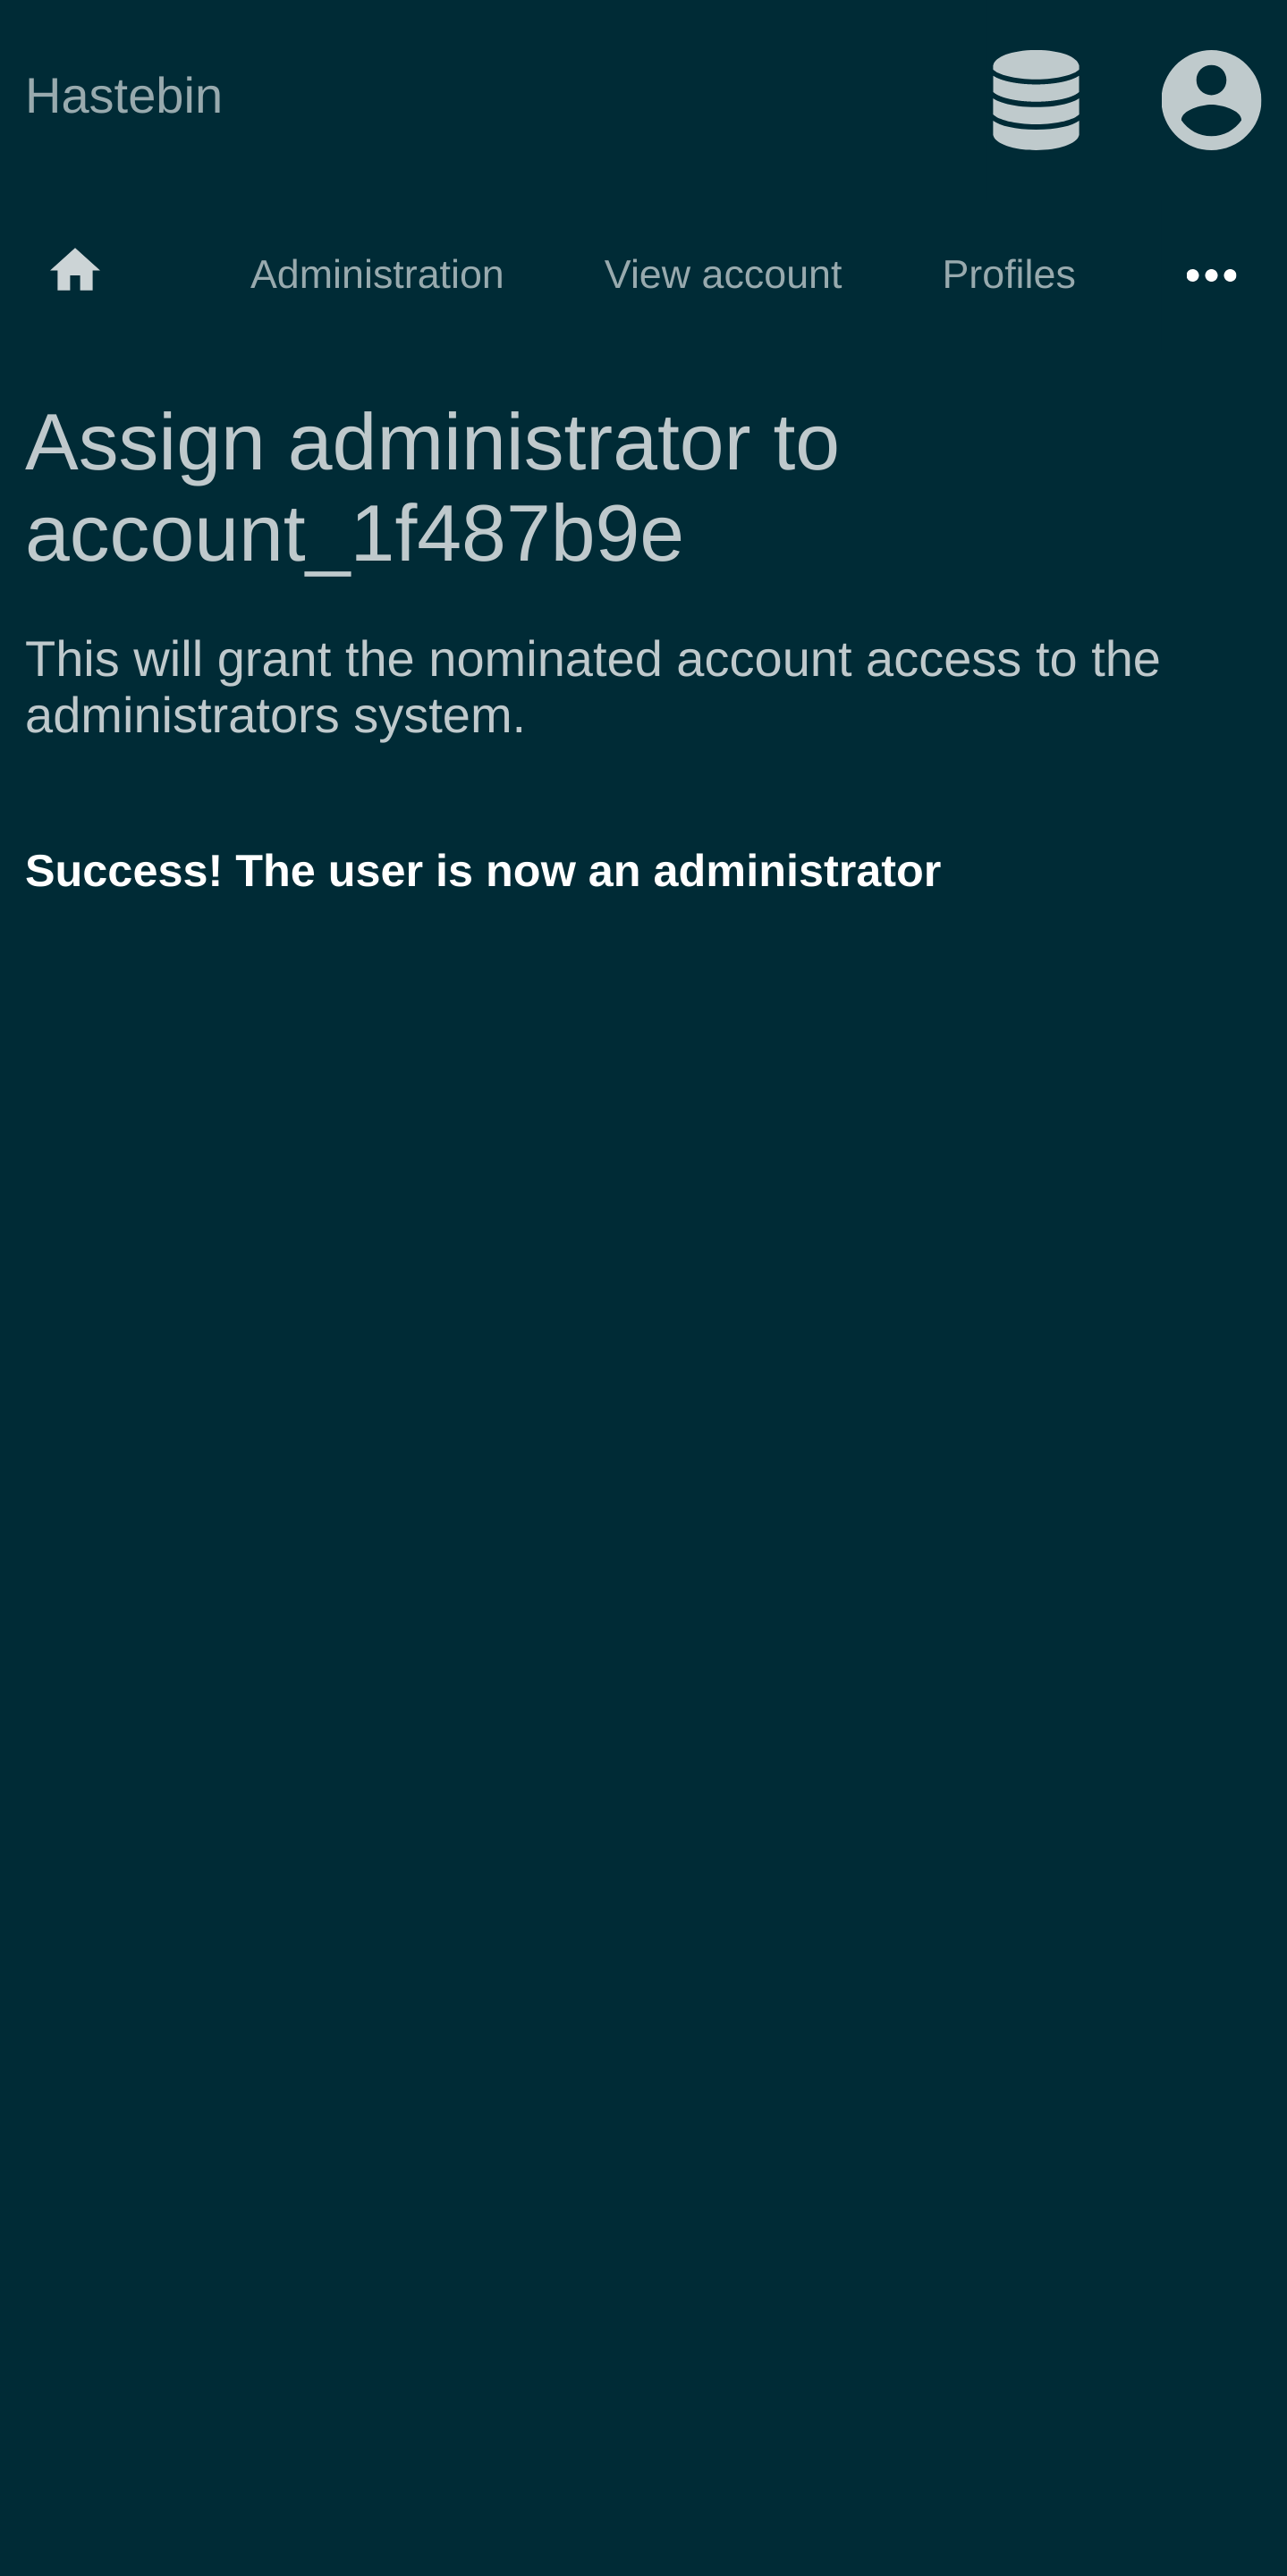 Hastebin
Administration View account Profiles
Assign administrator to
account_1f487b9e
This will grant the nominated account access to the
administrators system.
Success! The user is now an administrator